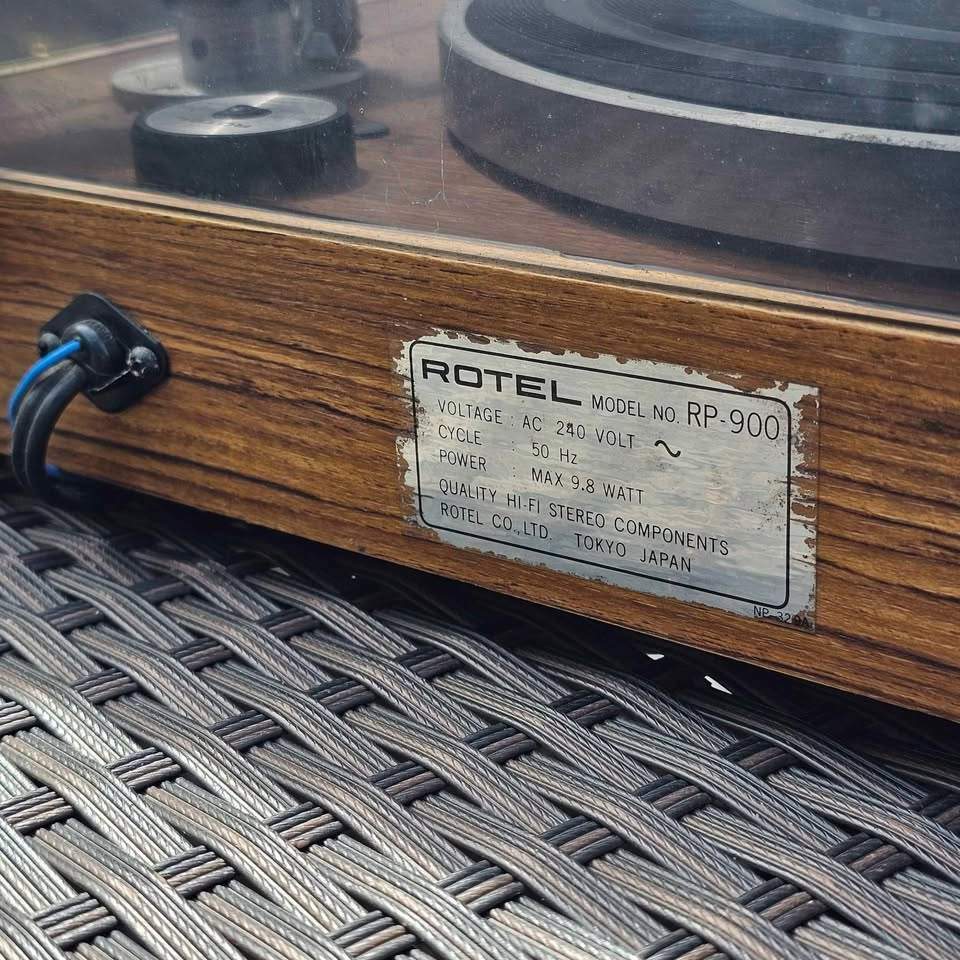 ROTEL MODEL NO. RP-900
VOLTAGE : AC 240 VOLT ~
CYCLE : 50 Hz
POWER : MAX 9.8 WATT
QUALITY HI-FI STEREO COMPONENTS
ROTEL CO.,LTD. TOKYO JAPAN
NP